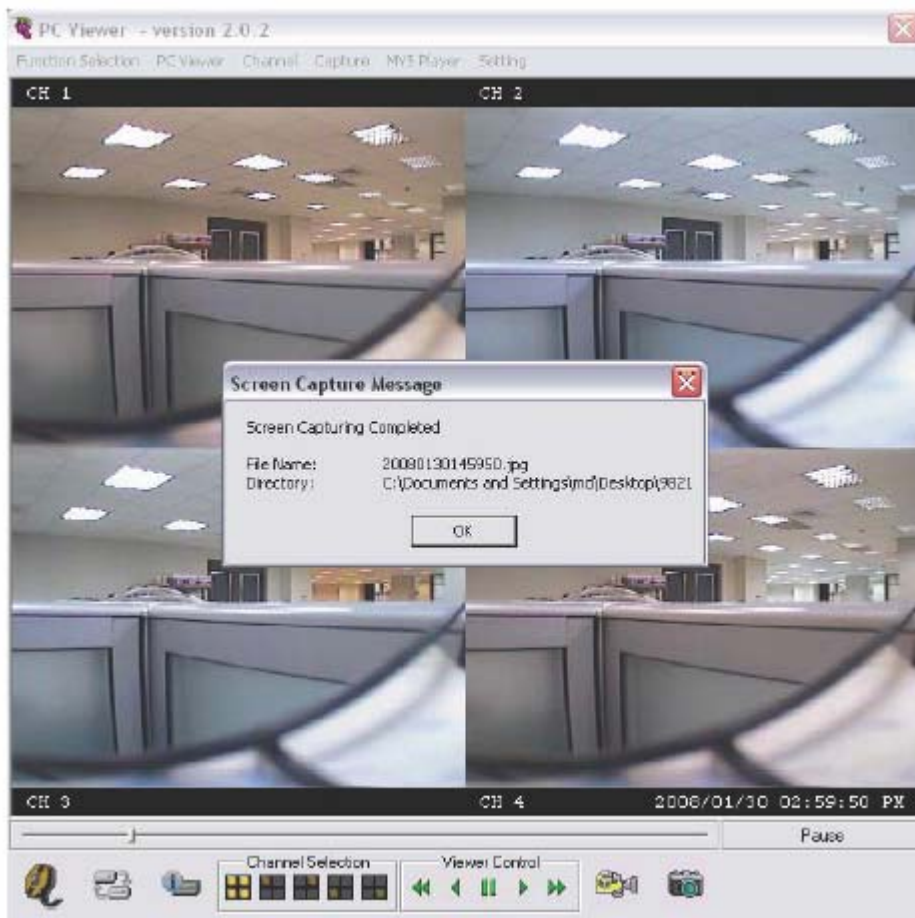 PC Viewer - version 2.0.2
Function Selection PC Viewer Channel Capture MV3 Player Setting
CH 1 CH 2
Screen Capture Message
Screen Capturing Completed
File Name: 20080130145950.jpg
Directory: C:\Documents and Settings\md\Desktop\9821
OK
CH 3 CH 4 2008/01/30 02:59:50 PM
Pause
Channel Selection Viewer Control